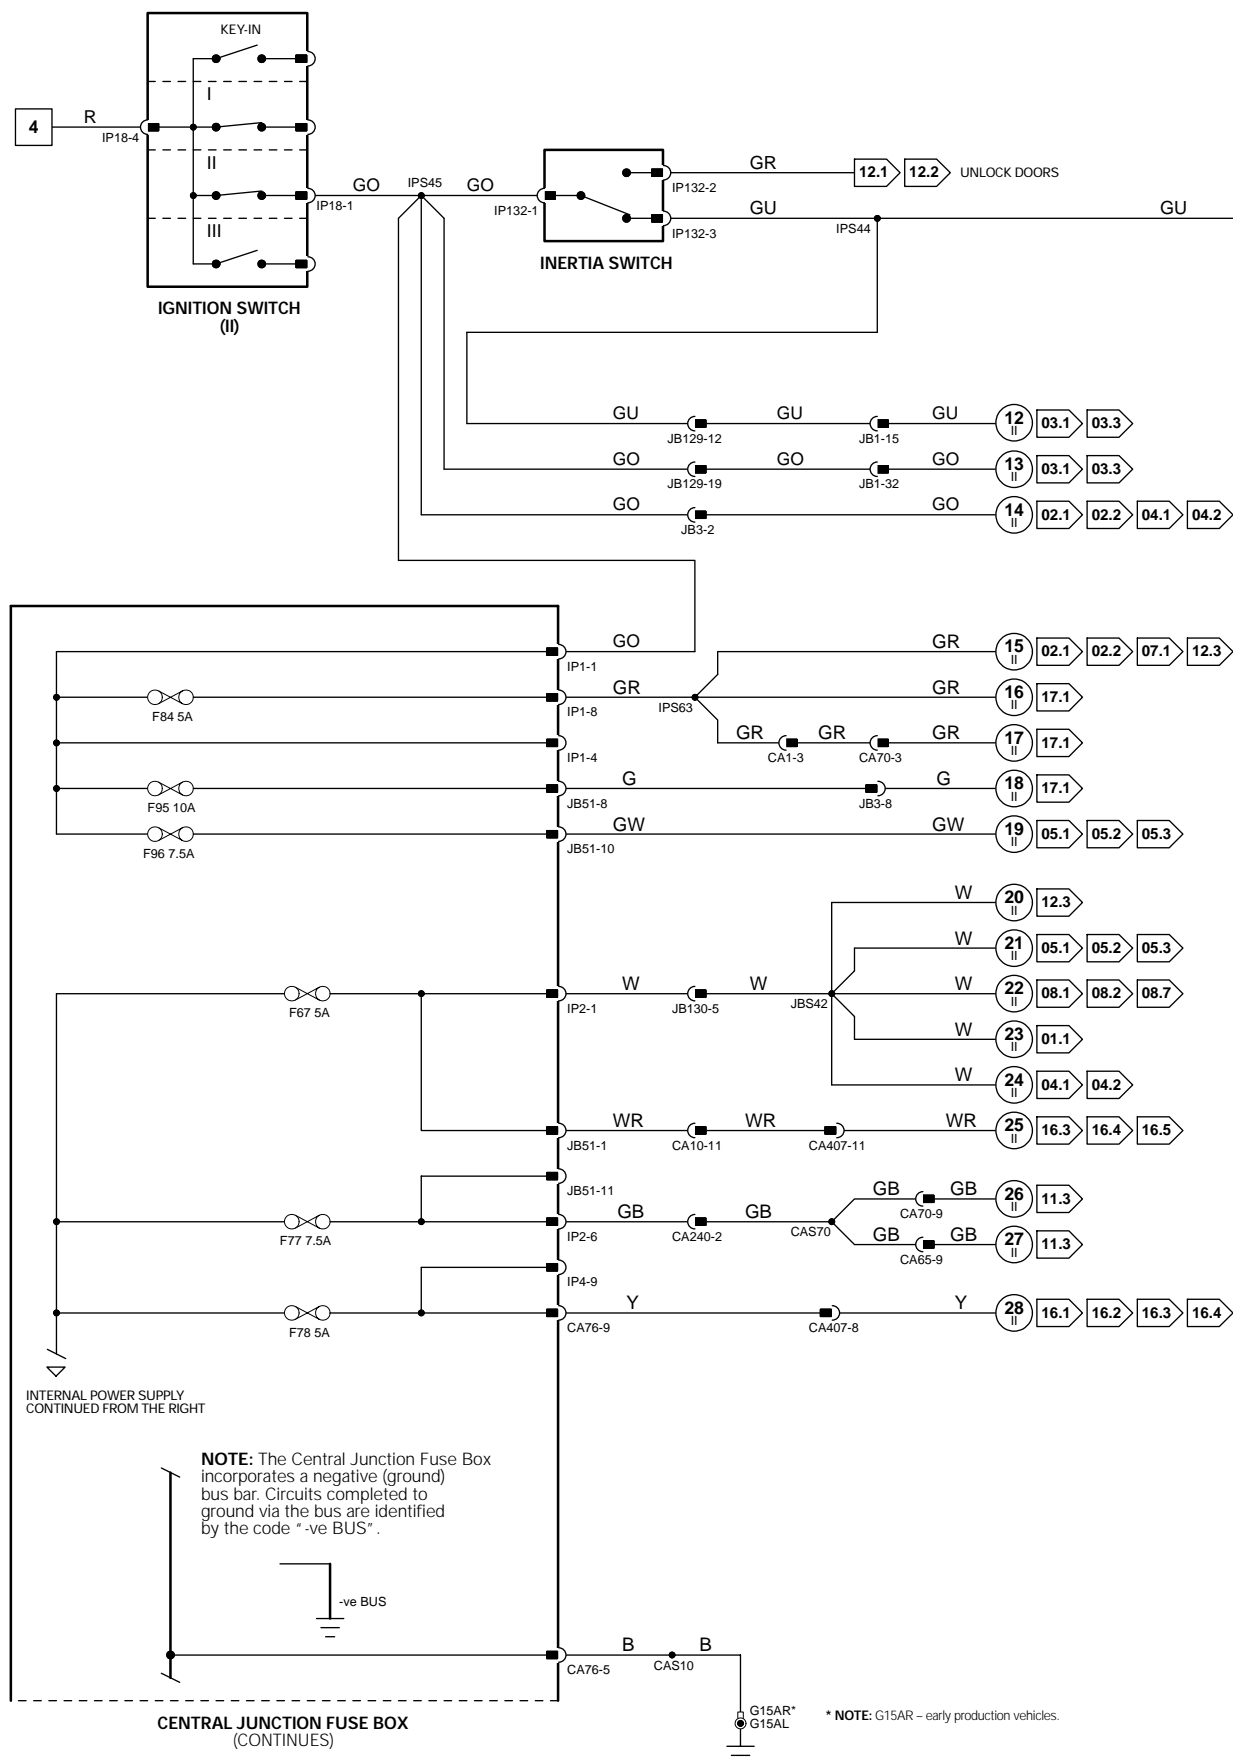 KEY-IN
I
4
R
IP18-4
II
GO
IPS45
GO
IP18-1
IP132-1
III
IGNITION SWITCH
(II)
IP132-2
GR
12.1
12.2
UNLOCK DOORS
IP132-3
GU
IPS44
GU
INERTIA SWITCH
GU
JB129-12
GU
JB1-15
GU
12
II
03.1
03.3
GO
JB129-19
GO
JB1-32
GO
13
II
03.1
03.3
GO
JB3-2
GO
14
II
02.1
02.2
04.1
04.2
IP1-1
GO
GR
15
II
02.1
02.2
07.1
12.3
F84 5A
IP1-8
GR
IPS63
GR
16
II
17.1
IP1-4
GR
CA1-3
GR
CA70-3
GR
17
II
17.1
F95 10A
JB51-8
G
JB3-8
G
18
II
17.1
F96 7.5A
JB51-10
GW
GW
19
II
05.1
05.2
05.3
W
20
II
12.3
W
21
II
05.1
05.2
05.3
F67 5A
IP2-1
W
JB130-5
W
JBS42
W
22
II
08.1
08.2
08.7
W
23
II
01.1
W
24
II
04.1
04.2
JB51-1
WR
CA10-11
WR
CA407-11
WR
25
II
16.3
16.4
16.5
JB51-11
F77 7.5A
IP2-6
GB
CA240-2
GB
CAS70
GB
CA70-9
GB
26
II
11.3
GB
CA65-9
GB
27
II
11.3
IP4-9
F78 5A
CA76-9
Y
CA407-8
Y
28
II
16.1
16.2
16.3
16.4
INTERNAL POWER SUPPLY
CONTINUED FROM THE RIGHT
NOTE: The Central Junction Fuse Box
incorporates a negative (ground)
bus bar. Circuits completed to
ground via the bus are identified
by the code “ -ve BUS” .
-ve BUS
CA76-5
B
CAS10
B
G15AR*
G15AL
* NOTE: G15AR – early production vehicles.
CENTRAL JUNCTION FUSE BOX
(CONTINUES)